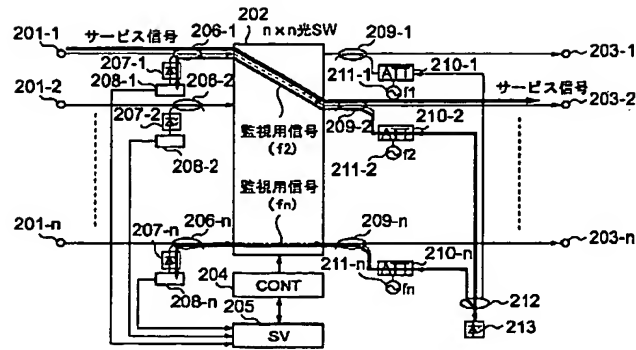 202
n×n光SW
201-1
サービス信号
206-1
209-1
203-1
207-1
208-1
206-2
211-1
ATT
210-1
f1
サービス信号
201-2
203-2
207-2
209-2
監視用信号
(f2)
ATT
210-2
208-2
211-2
f2
監視用信号
(fn)
201-n
206-n
209-n
203-n
207-n
211-n
ATT
210-n
208-n
204
CONT
fn
212
205
SV
213